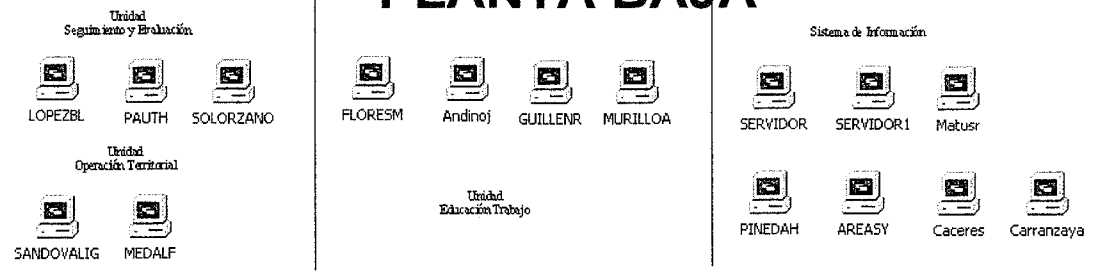 PLANTA BAJA
Unidad
Seguimiento y Evaluación
LOPEZBL PAUTH SOLORZANO
Unidad
Operación Territorial
SANDOVALIG MEDALF
FLORESM Andinoj GUILLENR MURILLOA
Unidad
Educación Trabajo
Sistema de Información
SERVIDOR SERVIDOR1 Matusr
PINEDAH AREASY Caceres Carranzaya